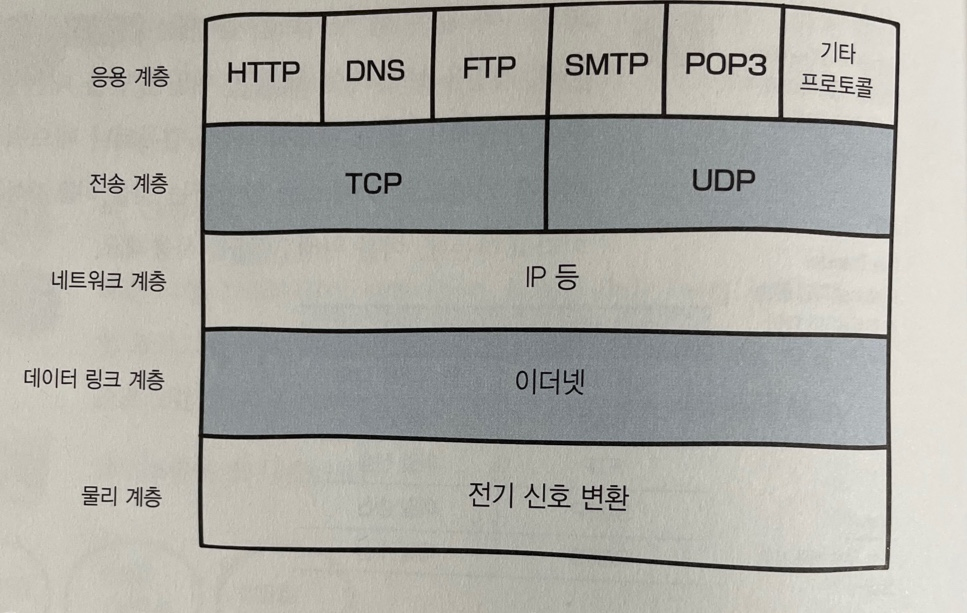 응용 계층
HTTP
DNS
FTP
SMTP
POP3
기타
프로토콜
전송 계층
TCP
UDP
네트워크 계층
IP 등
데이터 링크 계층
이더넷
물리 계층
전기 신호 변환